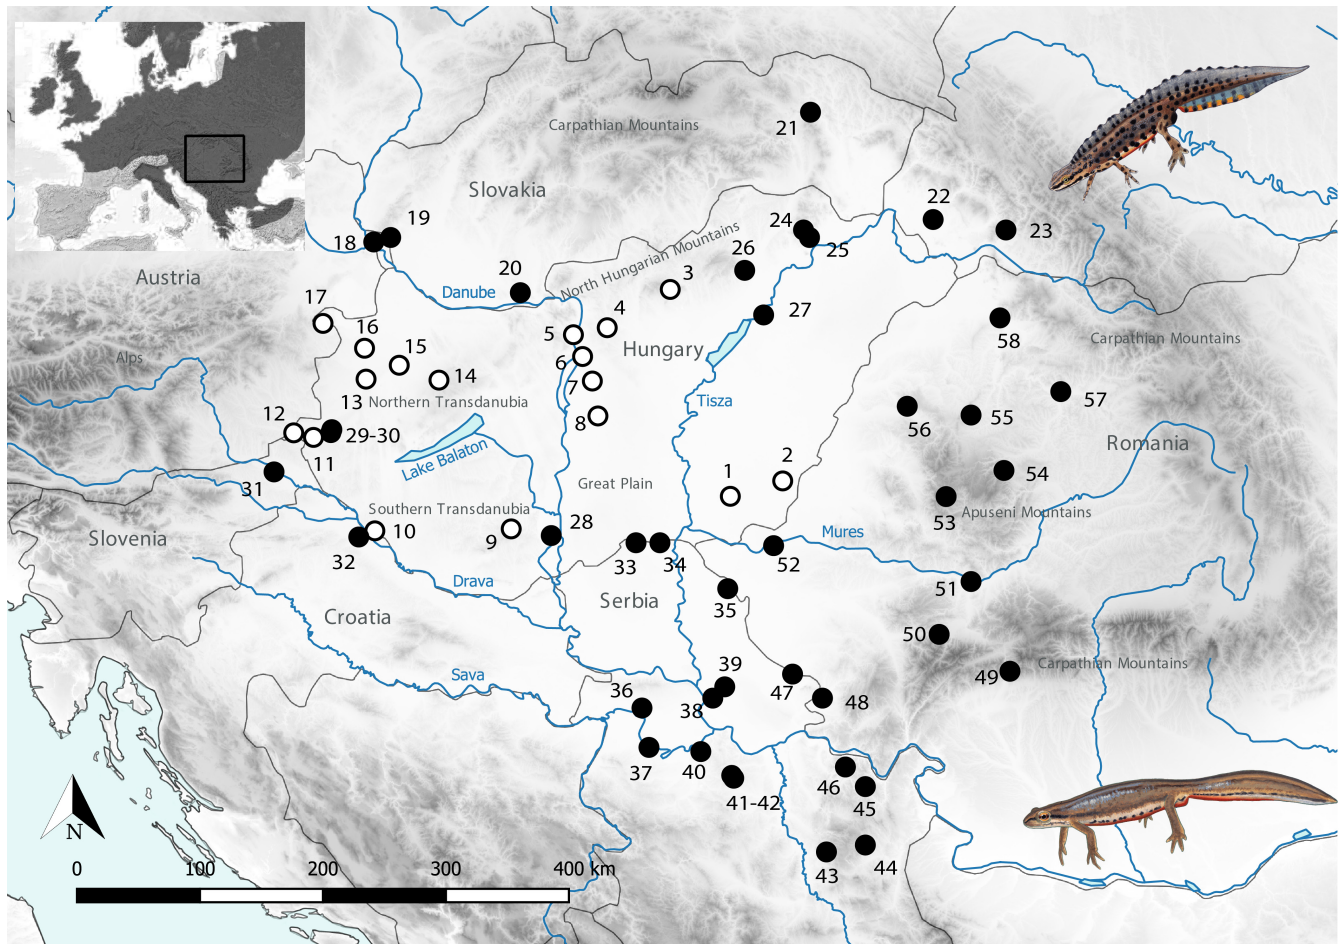 Carpathian Mountains
21
Slovakia
22
23
19
18
24
25
North Hungarian Mountains
26
3
20
Danube
Austria
17
16
15
14
13
Northern Transdanubia
Alps
4
5
6
7
8
Hungary
27
Tisza
58
Carpathian Mountains
57
56
55
Romania
54
53
Apuseni Mountains
12
11
29-30
Lake Balaton
31
Great Plain
1
2
Southern Transdanubia
10
9
28
32
Slovenia
33
34
52
Mures
51
Drava
Serbia
35
Croatia
50
49
Carpathian Mountains
Sava
36
39
38
47
48
37
40
41-42
46
45
43
44
N
0
100
200
300
400 km